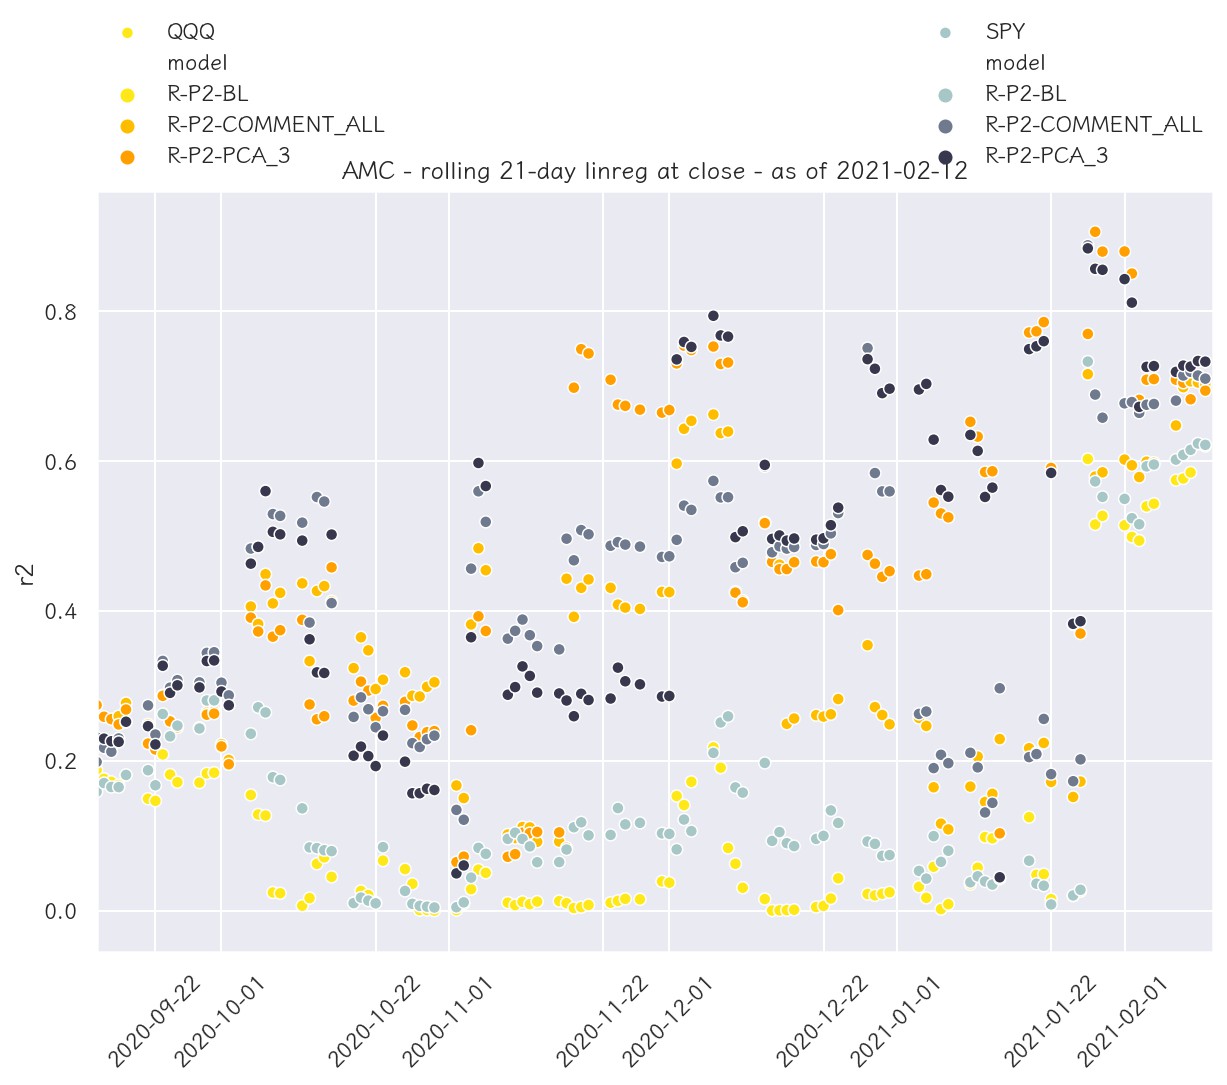 QQQ
model
R-P2-BL
R-P2-COMMENT_ALL
R-P2-PCA_3
SPY
model
R-P2-BL
R-P2-COMMENT_ALL
R-P2-PCA_3
AMC - rolling 21-day linreg at close - as of 2021-02-12
r2
0.8
0.6
0.4
0.2
0.0
2020-09-22
2020-10-01
2020-10-22
2020-11-01
2020-11-22
2020-12-01
2020-12-22
2021-01-01
2021-01-22
2021-02-01